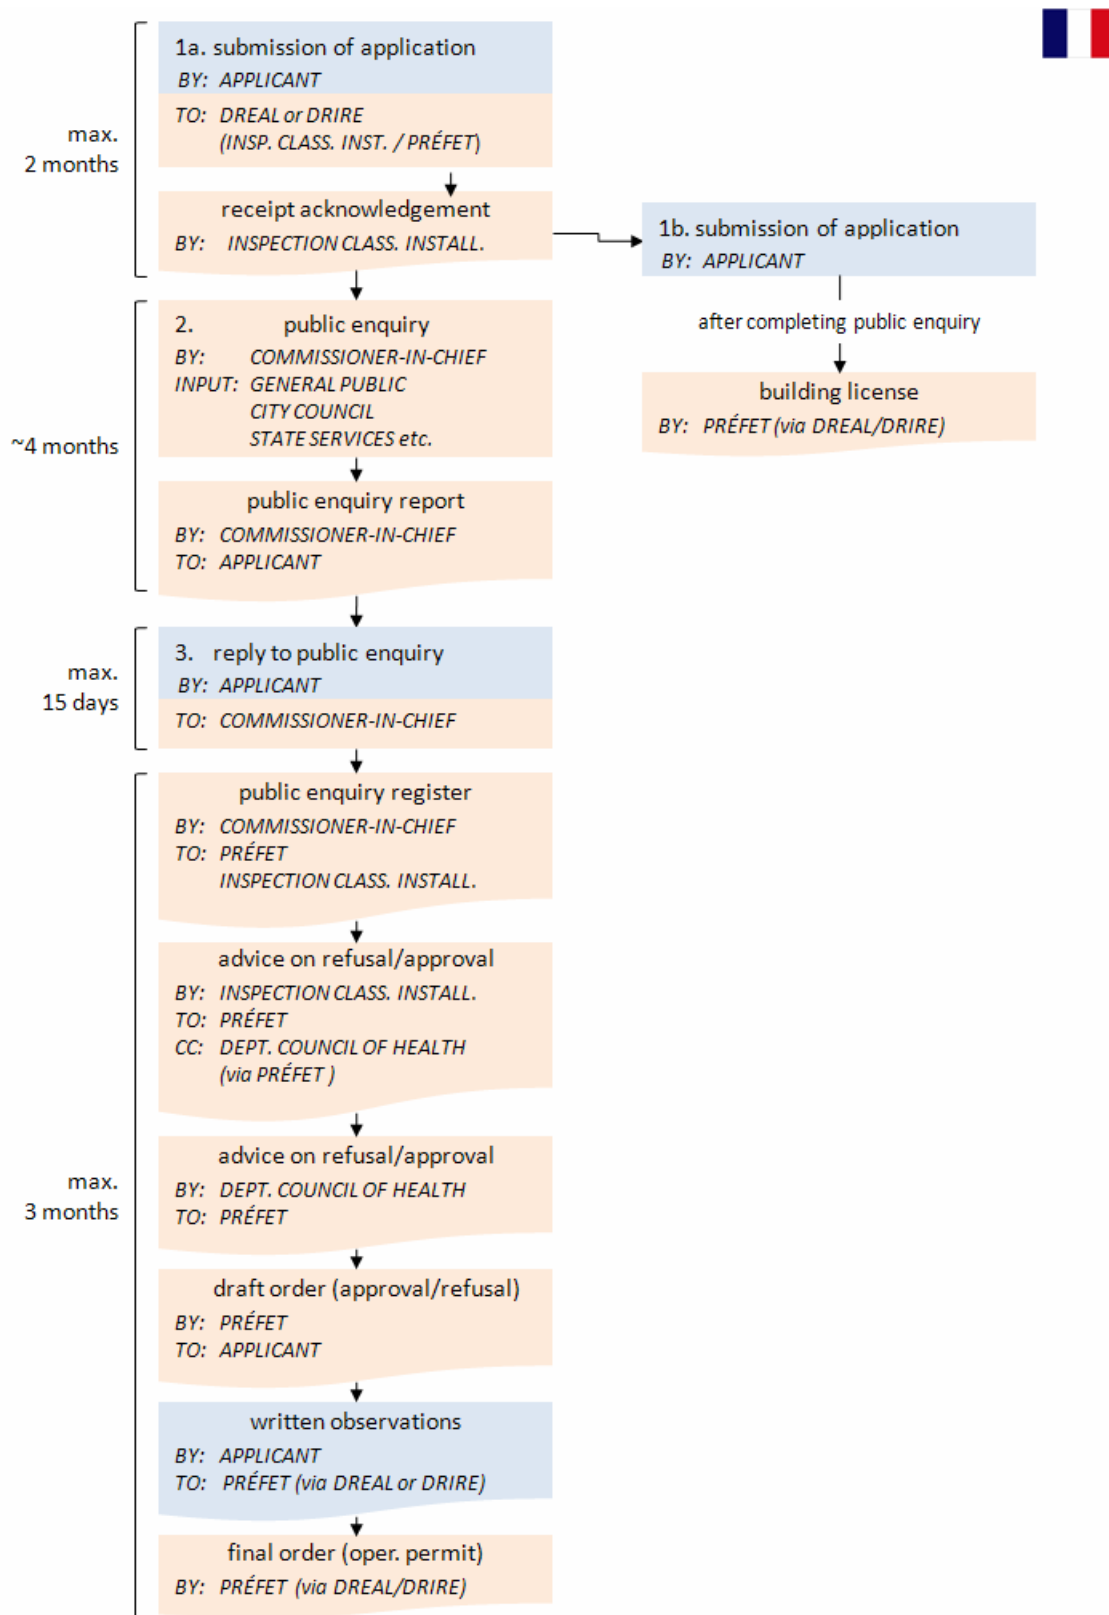 1a. submission of application
BY: APPLICANT
TO: DREAL or DRIRE
(INSP. CLASS. INST. / PRÉFET)
max.
2 months
receipt acknowledgement
BY: INSPECTION CLASS. INSTALL.
1b. submission of application
BY: APPLICANT
after completing public enquiry
building license
BY: PRÉFET (via DREAL/DRIRE)
2. public enquiry
BY: COMMISSIONER-IN-CHIEF
INPUT: GENERAL PUBLIC
CITY COUNCIL
STATE SERVICES etc.
~4 months
public enquiry report
BY: COMMISSIONER-IN-CHIEF
TO: APPLICANT
3. reply to public enquiry
BY: APPLICANT
TO: COMMISSIONER-IN-CHIEF
max.
15 days
public enquiry register
BY: COMMISSIONER-IN-CHIEF
TO: PRÉFET
INSPECTION CLASS. INSTALL.
advice on refusal/approval
BY: INSPECTION CLASS. INSTALL.
TO: PRÉFET
CC: DEPT. COUNCIL OF HEALTH
(via PRÉFET )
advice on refusal/approval
BY: DEPT. COUNCIL OF HEALTH
TO: PRÉFET
max.
3 months
draft order (approval/refusal)
BY: PRÉFET
TO: APPLICANT
written observations
BY: APPLICANT
TO: PRÉFET (via DREAL or DRIRE)
final order (oper. permit)
BY: PRÉFET (via DREAL/DRIRE)